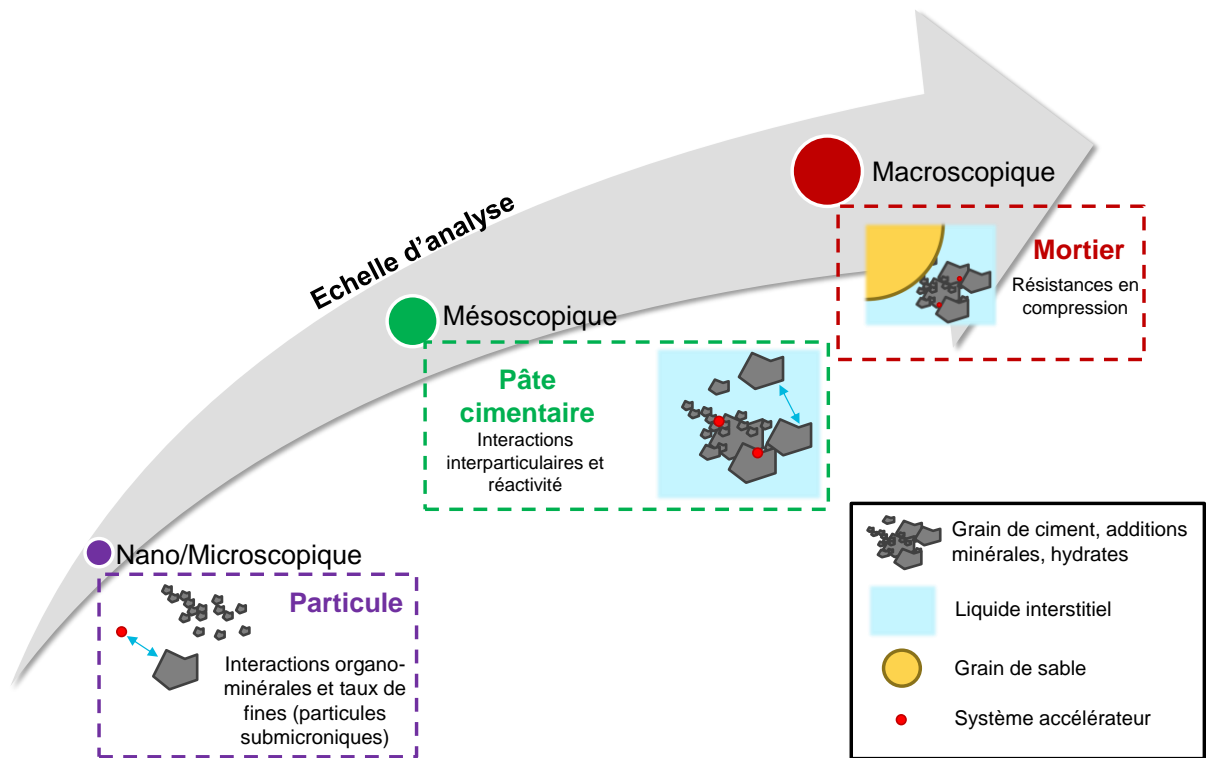 Echelle d'analyse
Macroscopique
Mortier
Résistances en
compression
Mésoscopique
Pâte
cimentaire
Interactions
interparticulaires et
réactivité
Nano/Microscopique
Particule
Interactions organo-
minérales et taux de
fines (particules
submicroniques)
Grain de ciment, additions
minérales, hydrates
Liquide interstitiel
Grain de sable
Système accélérateur